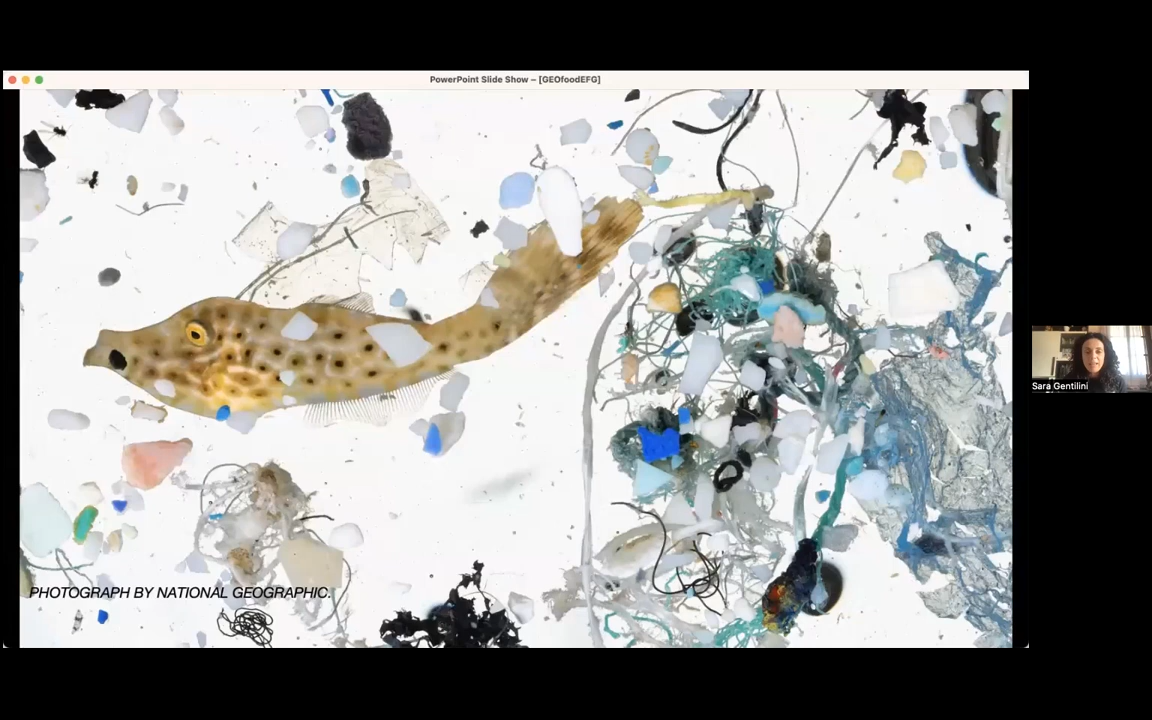 PowerPoint Slide Show – [GEOfoodEFG]
Sara Gentilini
PHOTOGRAPH BY NATIONAL GEOGRAPHIC.